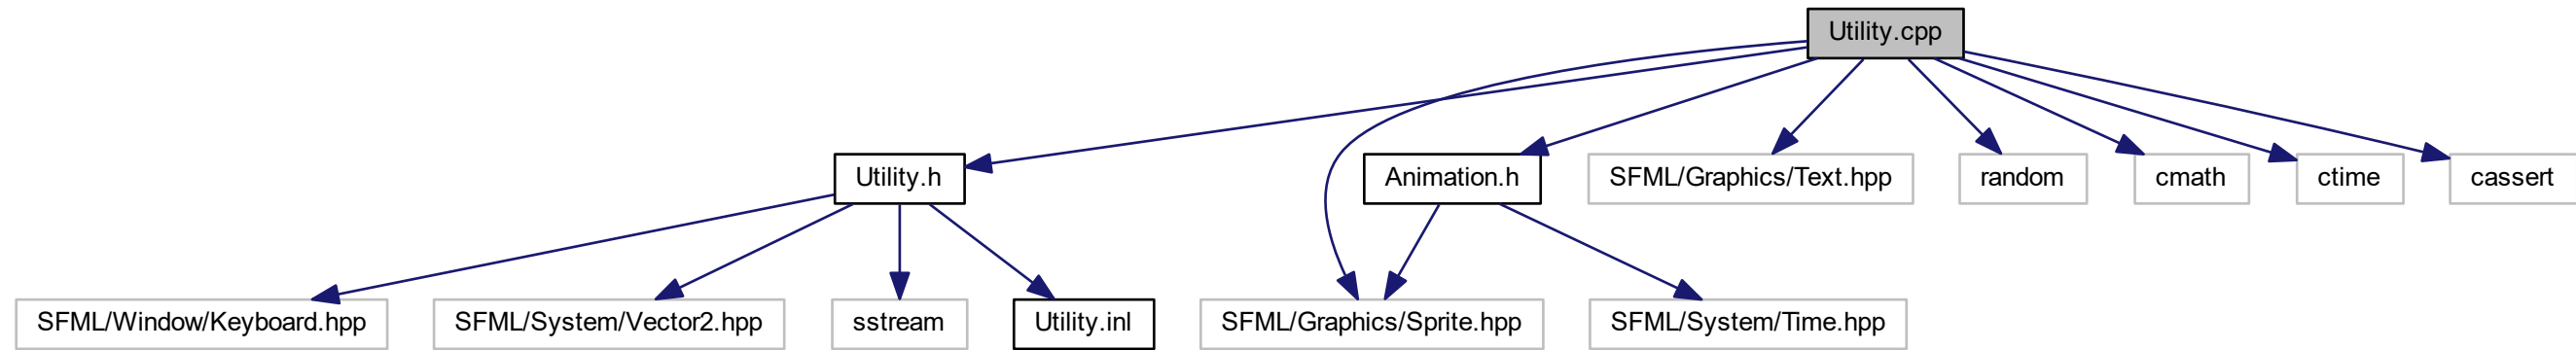 Utility.cpp
Utility.h
Animation.h
SFML/Graphics/Text.hpp
random
cmath
ctime
cassert
SFML/Window/Keyboard.hpp
SFML/System/Vector2.hpp
sstream
Utility.inl
SFML/Graphics/Sprite.hpp
SFML/System/Time.hpp